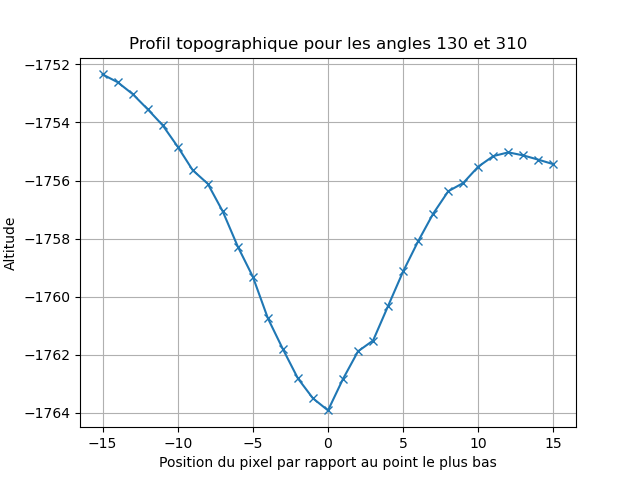 Profil topographique pour les angles 130 et 310
−1752
−1754
−1756
−1758
−1760
−1762
−1764
Altitude
−15 −10 −5 0 5 10 15
Position du pixel par rapport au point le plus bas